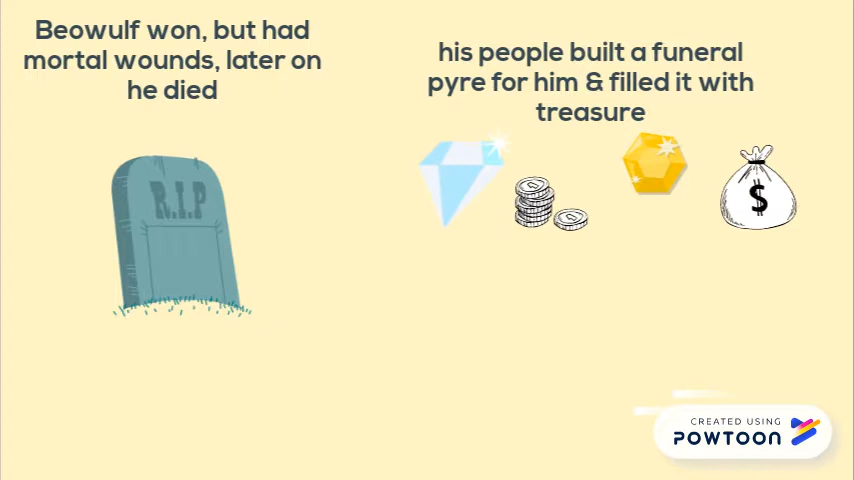 Beowulf won, but had
mortal wounds, later on
he died
his people built a funeral
pyre for him & filled it with
treasure
R.I.P
$
CREATED USING
POWTOON